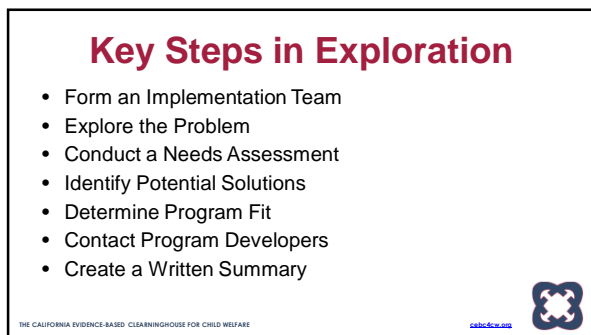 Key Steps in Exploration
• Form an Implementation Team
• Explore the Problem
• Conduct a Needs Assessment
• Identify Potential Solutions
• Determine Program Fit
• Contact Program Developers
• Create a Written Summary
THE CALIFORNIA EVIDENCE-BASED CLEARNINGHOUSE FOR CHILD WELFARE
cebc4cw.org